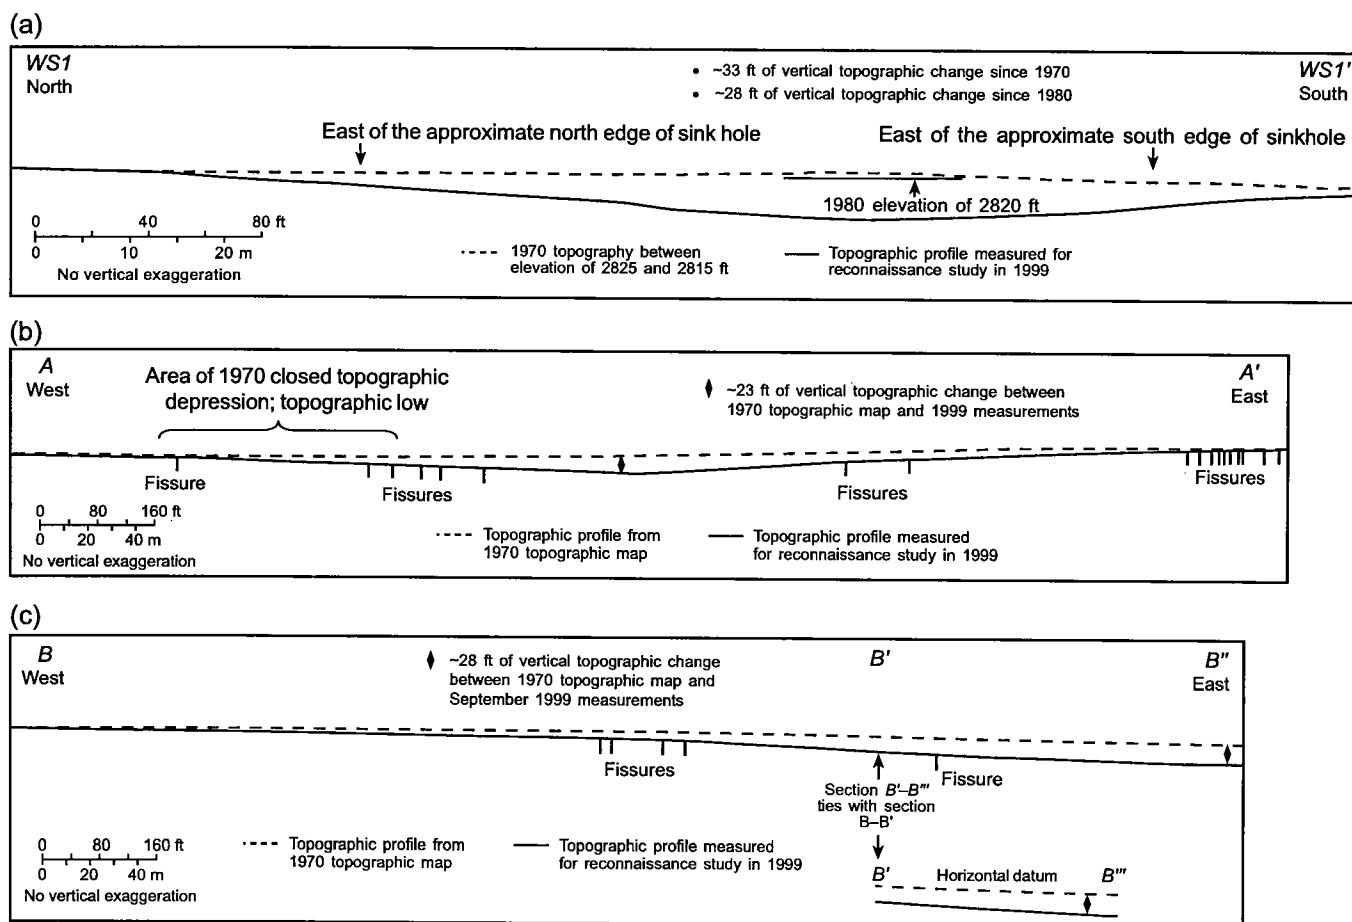 (a)
WS1
North
• ~33 ft of vertical topographic change since 1970
• ~28 ft of vertical topographic change since 1980
WS1'
South
East of the approximate north edge of sink hole
East of the approximate south edge of sinkhole
1980 elevation of 2820 ft
0 40 80 ft
0 10 20 m
No vertical exaggeration
1970 topography between
elevation of 2825 and 2815 ft
Topographic profile measured for
reconnaissance study in 1999
(b)
A
West
Area of 1970 closed topographic
depression; topographic low
~23 ft of vertical topographic change between
1970 topographic map and 1999 measurements
A'
East
Fissure
Fissures
Fissures
Fissures
0 80 160 ft
0 20 40 m
No vertical exaggeration
Topographic profile from
1970 topographic map
Topographic profile measured
for reconnaissance study in 1999
(c)
B
West
~28 ft of vertical topographic change
between 1970 topographic map and
September 1999 measurements
B'
B"
East
Fissures
Fissure
Section B'–B'''
ties with section
B–B'
0 80 160 ft
0 20 40 m
No vertical exaggeration
Topographic profile from
1970 topographic map
Topographic profile measured
for reconnaissance study in 1999
B'
Horizontal datum
B'''